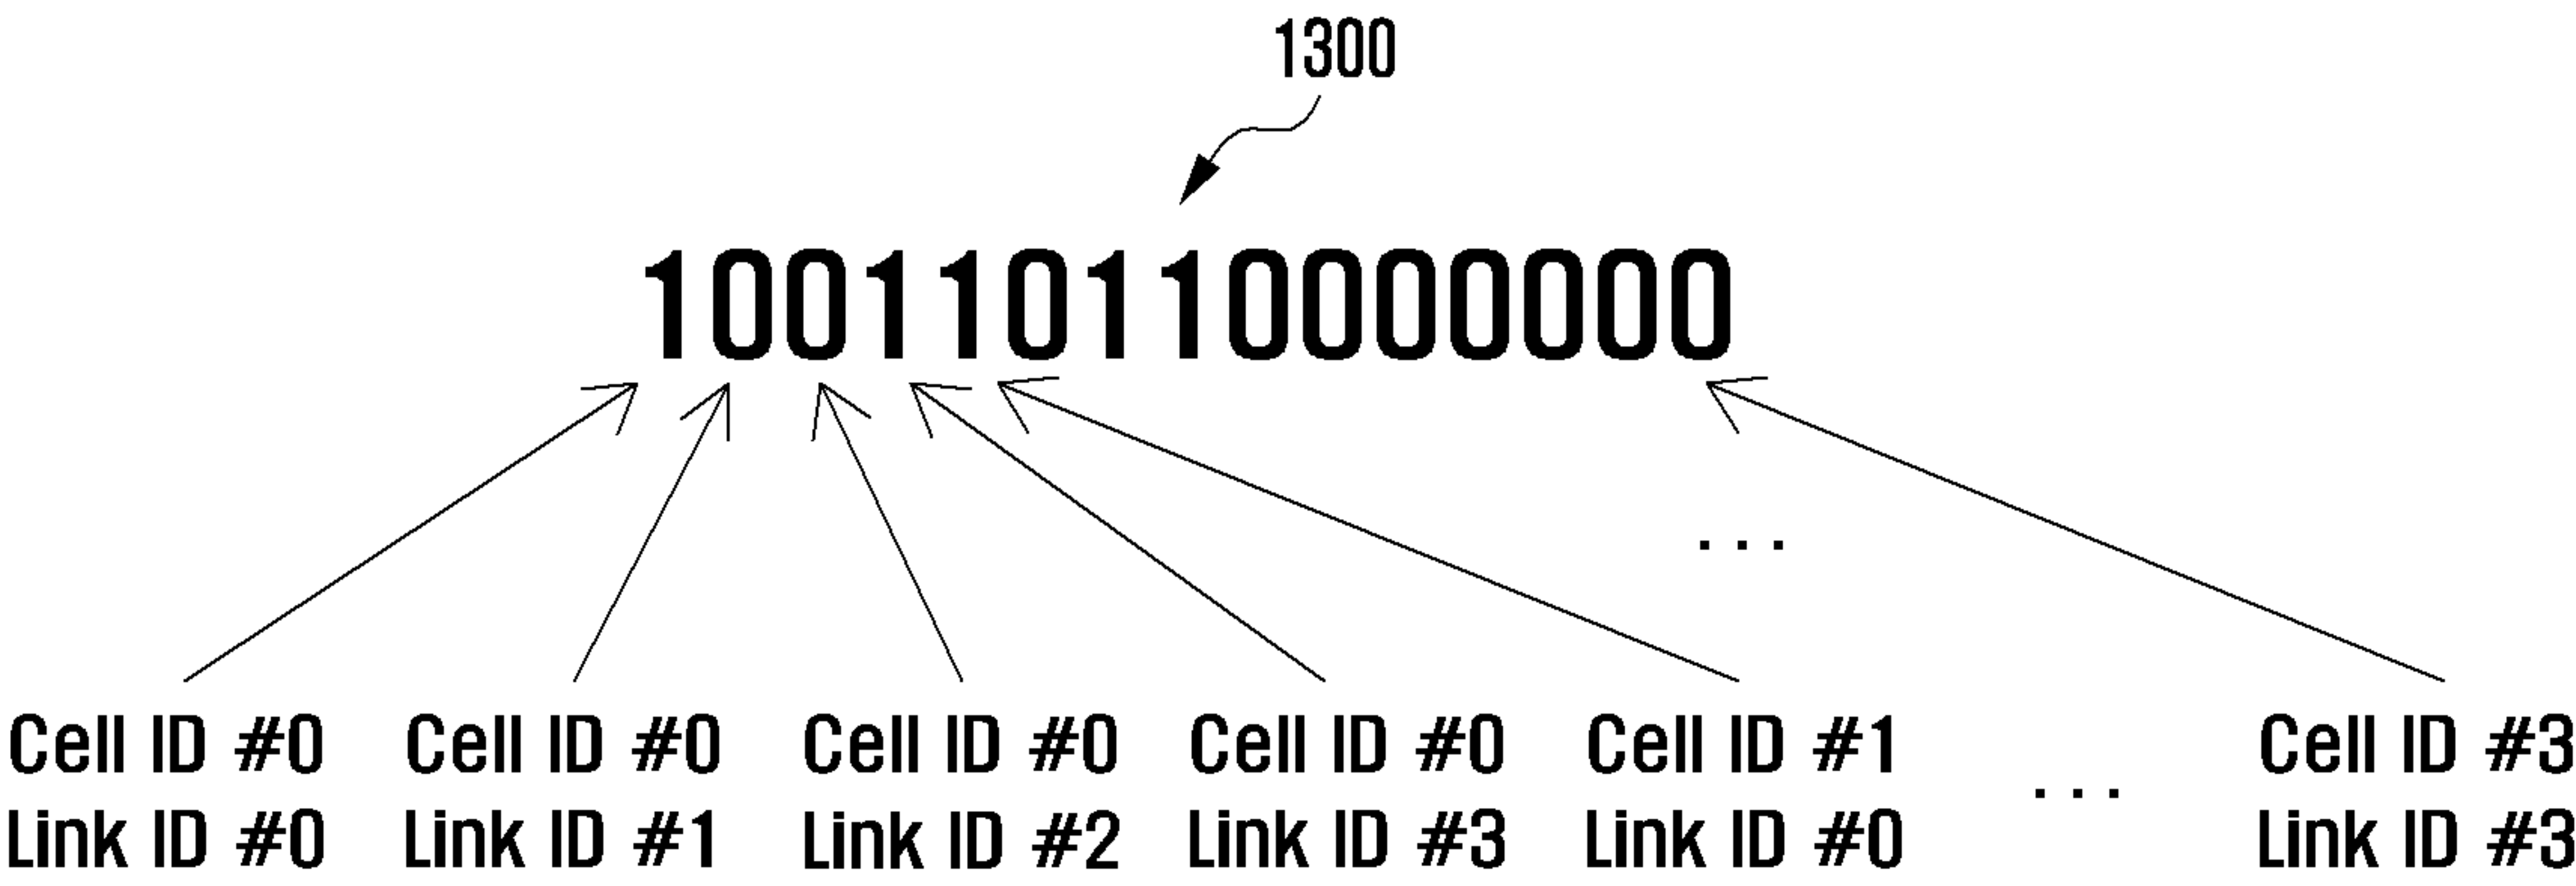 1300
100110110000000
...
Cell ID #0 Cell ID #0 Cell ID #0 Cell ID #0 Cell ID #1 ... Cell ID #3
Link ID #0 Link ID #1 Link ID #2 Link ID #3 Link ID #0 Link ID #3